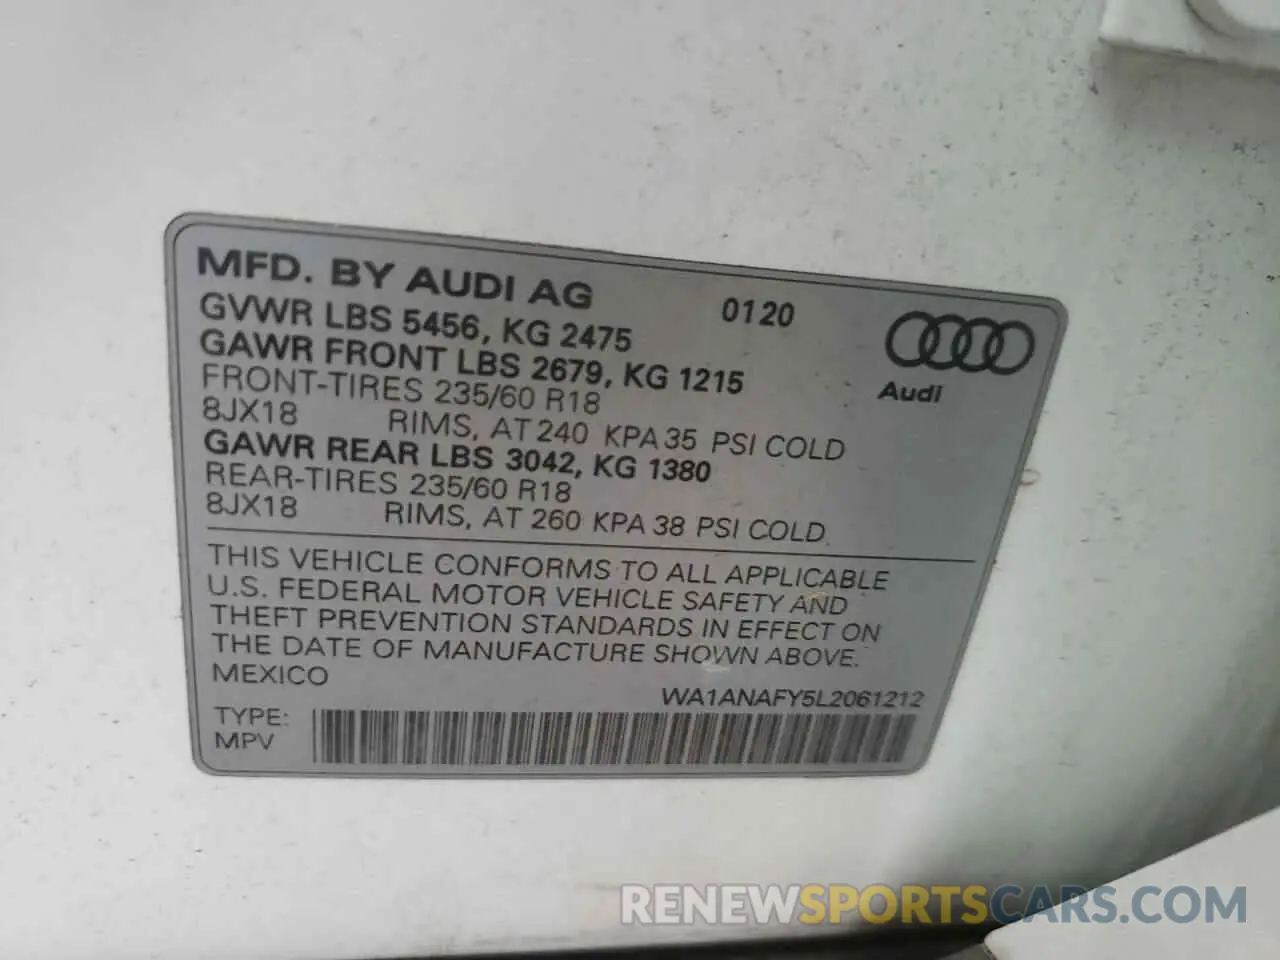 MFD. BY AUDI AG 0120
GVWR LBS 5456, KG 2475
GAWR FRONT LBS 2679, KG 1215
FRONT-TIRES 235/60 R18
8JX18 RIMS, AT 240 KPA 35 PSI COLD
GAWR REAR LBS 3042, KG 1380
REAR-TIRES 235/60 R18
8JX18 RIMS, AT 260 KPA 38 PSI COLD.
Audi
THIS VEHICLE CONFORMS TO ALL APPLICABLE
U.S. FEDERAL MOTOR VEHICLE SAFETY AND
THEFT PREVENTION STANDARDS IN EFFECT ON
THE DATE OF MANUFACTURE SHOWN ABOVE.
MEXICO
WA1ANAFY5L2061212
TYPE:
MPV
RENEWSPORTSCARS.COM